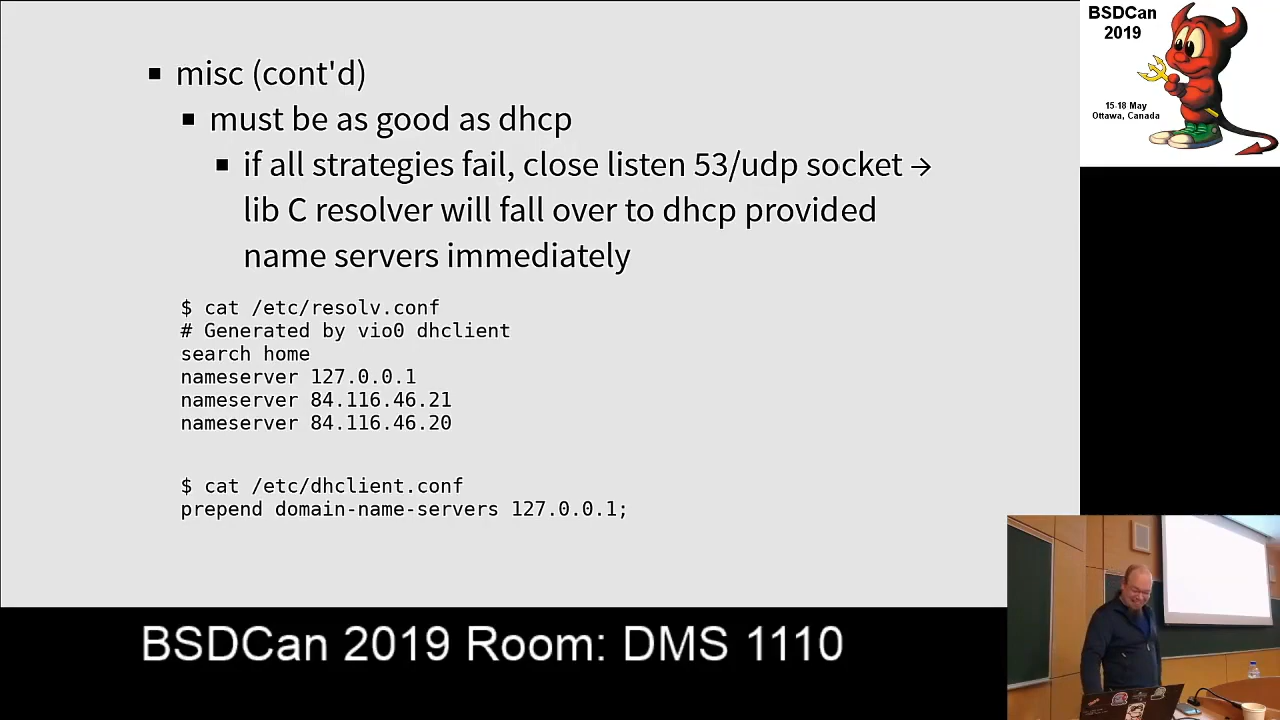 misc (cont'd)
must be as good as dhcp
if all strategies fail, close listen 53/udp socket →
lib C resolver will fall over to dhcp provided
name servers immediately
$ cat /etc/resolv.conf
# Generated by vio0 dhclient
search home
nameserver 127.0.0.1
nameserver 84.116.46.21
nameserver 84.116.46.20
$ cat /etc/dhclient.conf
prepend domain-name-servers 127.0.0.1;
BSDCan
2019
15-18 May
Ottawa, Canada
BSDCan 2019 Room: DMS 1110